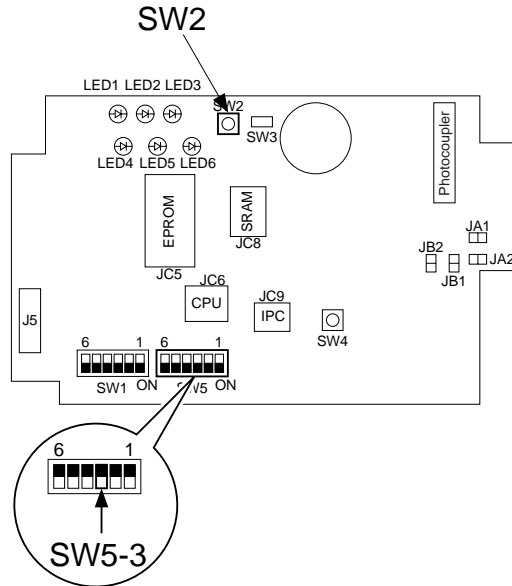 SW2
LED1 LED2 LED3
SW2
SW3
LED4 LED5 LED6
Photocoupler
EPROM
SRAM
JC5
JC8
JA1
JB2
JA2
JB1
JC6
CPU
JC9
IPC
J5
SW4
6 1
6 1
SW1 ON
SW5 ON
6 1
SW5-3